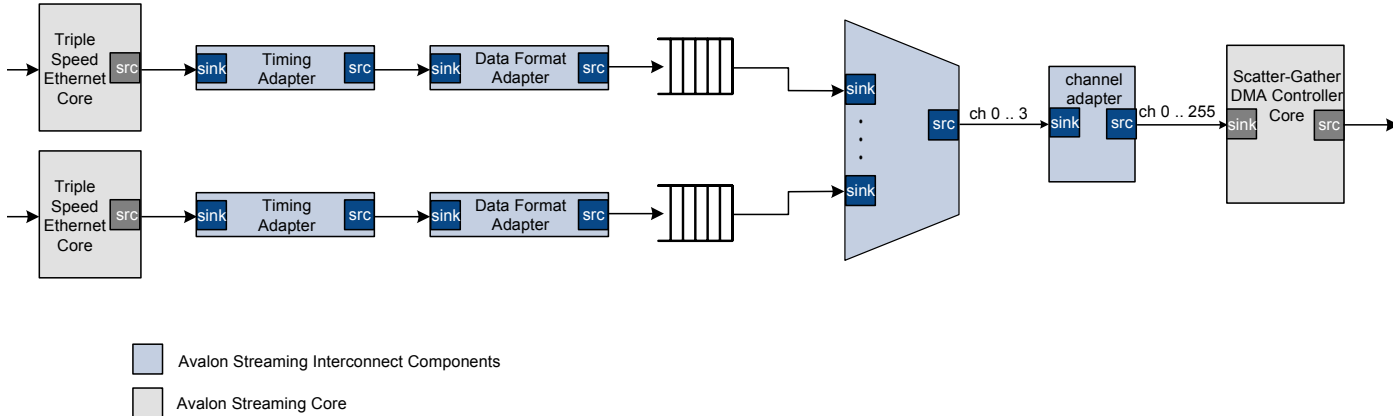 Triple
Speed
Ethernet
Core
src
sink
Timing
Adapter
src
sink
Data Format
Adapter
src
sink
.
.
.
.
sink
src
ch 0 .. 3
channel
adapter
sink
src
ch 0 .. 255
Scatter-Gather
DMA Controller
Core
sink
src
Triple
Speed
Ethernet
Core
src
sink
Timing
Adapter
src
sink
Data Format
Adapter
src
Avalon Streaming Interconnect Components
Avalon Streaming Core